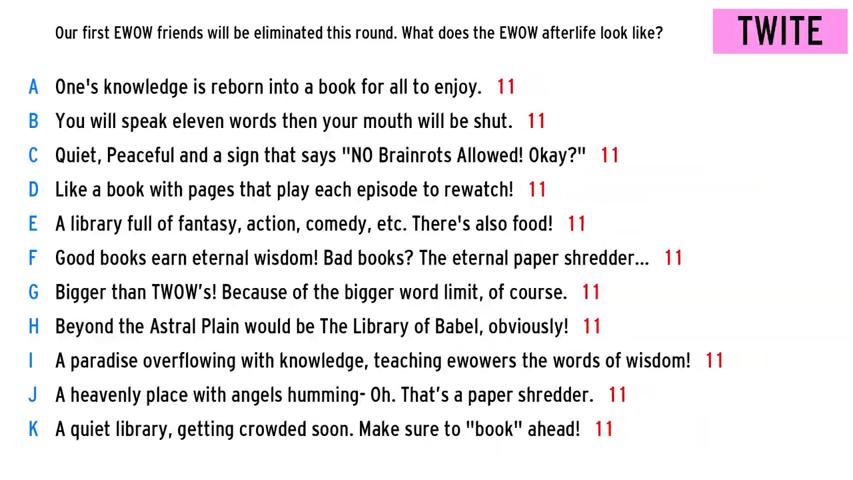 Our first EWOW friends will be eliminated this round. What does the EWOW afterlife look like?
TWITE
A One's knowledge is reborn into a book for all to enjoy. 11
B You will speak eleven words then your mouth will be shut. 11
C Quiet, Peaceful and a sign that says "NO Brainrots Allowed! Okay?" 11
D Like a book with pages that play each episode to rewatch! 11
E A library full of fantasy, action, comedy, etc. There's also food! 11
F Good books earn eternal wisdom! Bad books? The eternal paper shredder... 11
G Bigger than TWOW’s! Because of the bigger word limit, of course. 11
H Beyond the Astral Plain would be The Library of Babel, obviously! 11
I A paradise overflowing with knowledge, teaching ewowers the words of wisdom! 11
J A heavenly place with angels humming- Oh. That’s a paper shredder. 11
K A quiet library, getting crowded soon. Make sure to "book" ahead! 11